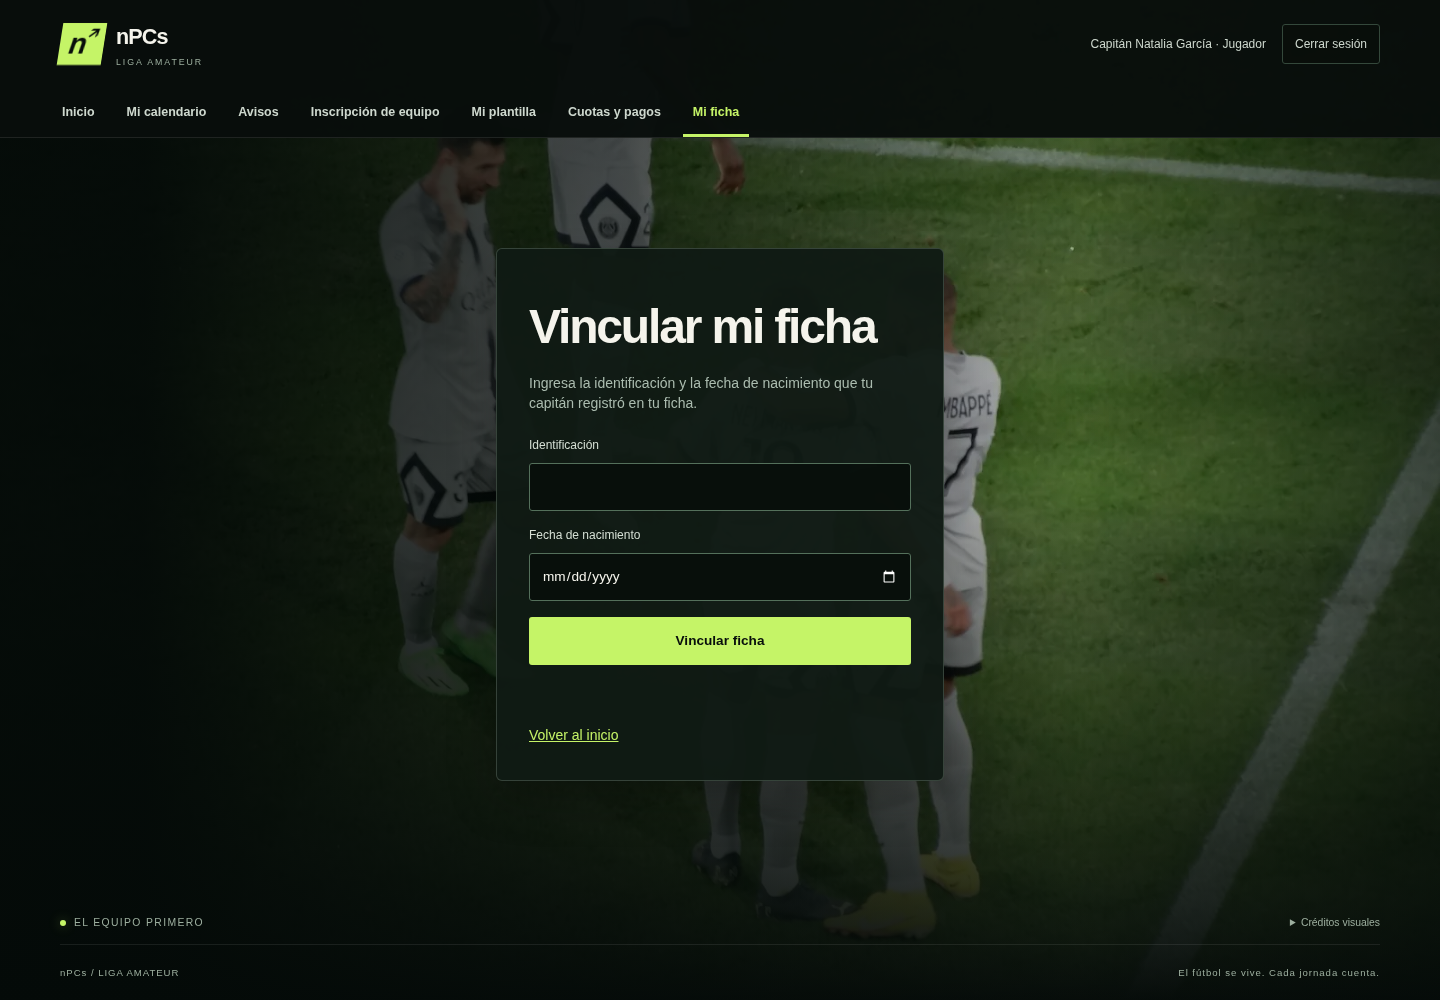 n
nPCs
LIGA AMATEUR
Capitán Natalia García · Jugador
Cerrar sesión
Inicio
Mi calendario
Avisos
Inscripción de equipo
Mi plantilla
Cuotas y pagos
Mi ficha
Vincular mi ficha
Ingresa la identificación y la fecha de nacimiento que tu
capitán registró en tu ficha.
Identificación
Fecha de nacimiento
mm/dd/yyyy
Vincular ficha
Volver al inicio
MBAPPÉ
7
EL EQUIPO PRIMERO
Créditos visuales
nPCs / LIGA AMATEUR
El fútbol se vive. Cada jornada cuenta.